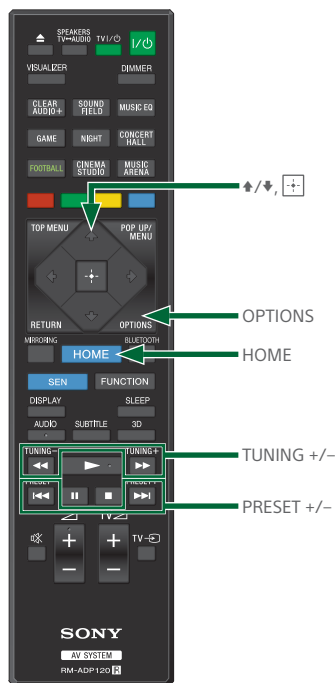 SPEAKERS
TV↔AUDIO TV I/⏻ I/⏻
VISUALIZER DIMMER
CLEAR AUDIO+ SOUND FIELD MUSIC EQ
GAME NIGHT CONCERT HALL
FOOTBALL CINEMA STUDIO MUSIC ARENA
TOP MENU POP UP/MENU
RETURN OPTIONS
MIRRORING HOME BLUETOOTH
SEN FUNCTION
DISPLAY SLEEP
AUDIO SUBTITLE 3D
TUNING– TUNING+
PRESET– PRESET+
TV TV
+ +
– –
SONY
AV SYSTEM
RM-ADP120 R
↑/↓,
OPTIONS
HOME
TUNING +/–
PRESET +/–